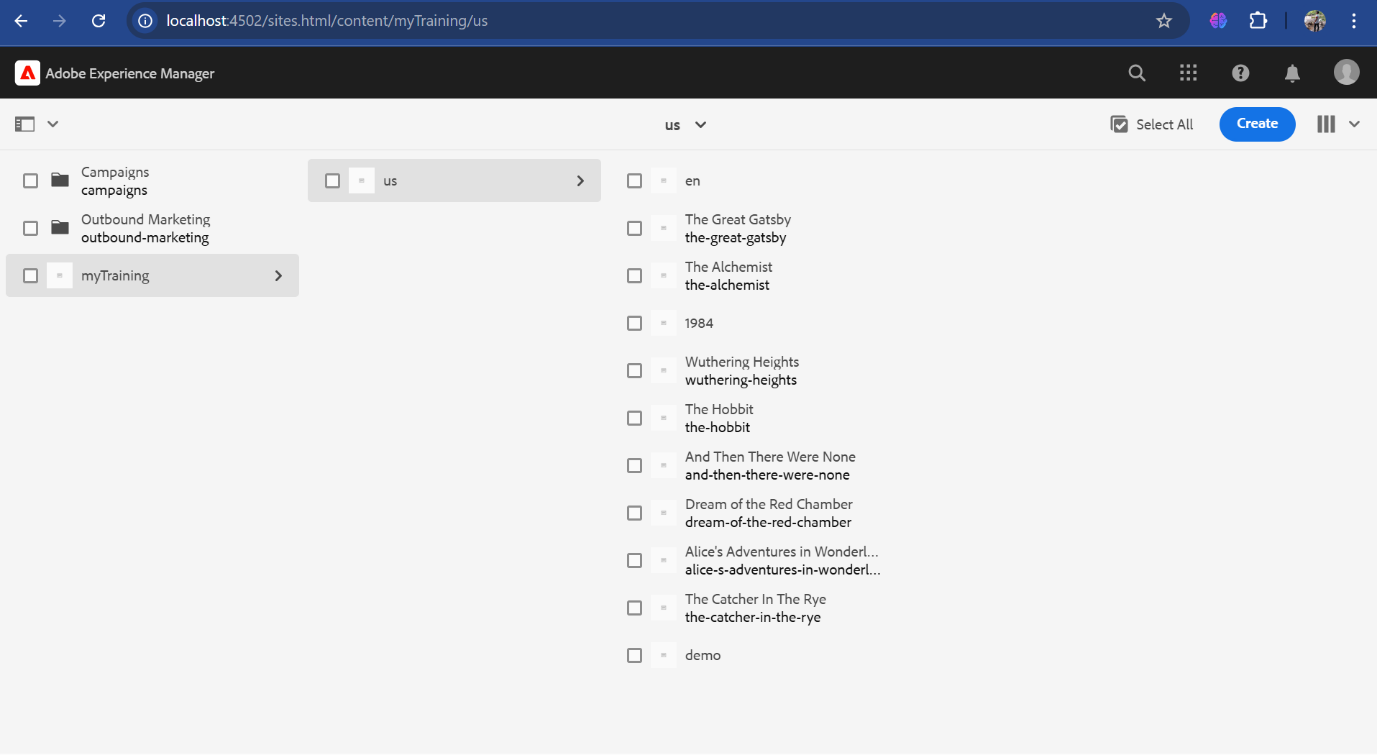 localhost:4502/sites.html/content/myTraining/us
Adobe Experience Manager
us
Select All
Create
Campaigns
campaigns
Outbound Marketing
outbound-marketing
myTraining
us
en
The Great Gatsby
the-great-gatsby
The Alchemist
the-alchemist
1984
Wuthering Heights
wuthering-heights
The Hobbit
the-hobbit
And Then There Were None
and-then-there-were-none
Dream of the Red Chamber
dream-of-the-red-chamber
Alice's Adventures in Wonderl...
alice-s-adventures-in-wonderl...
The Catcher In The Rye
the-catcher-in-the-rye
demo